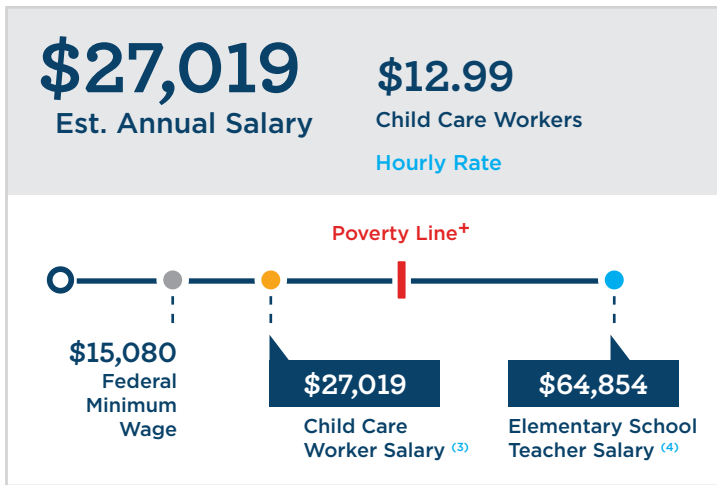 $27,019
Est. Annual Salary
$12.99
Child Care Workers
Hourly Rate
Poverty Line+
$15,080
Federal
Minimum
Wage
$27,019
Child Care
Worker Salary (3)
$64,854
Elementary School
Teacher Salary (4)